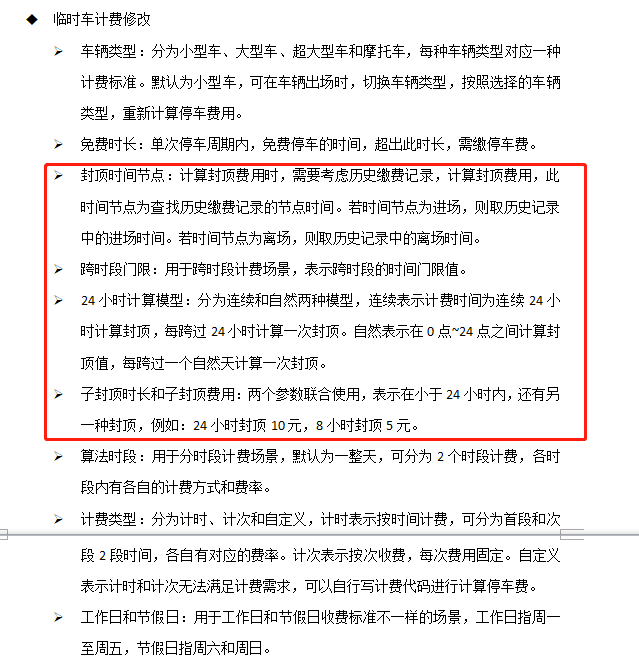 ◆ 临时车计费修改
➢ 车辆类型：分为小型车、大型车、超大型车和摩托车，每种车辆类型对应一种
计费标准。默认为小型车，可在车辆出场时，切换车辆类型，按照选择的车辆
类型，重新计算停车费用。
➢ 免费时长：单次停车周期内，免费停车的时间，超出此时长，需缴停车费。
➢ 封顶时间节点：计算封顶费用时，需要考虑历史缴费记录，计算封顶费用，此
时间节点为查找历史缴费记录的节点时间。若时间节点为进场，则取历史记录
中的进场时间。若时间节点为离场，则取历史记录中的离场时间。
➢ 跨时段门限：用于跨时段计费场景，表示跨时段的时间门限值。
➢ 24小时计算模型：分为连续和自然两种模型，连续表示计费时间为连续24小
时计算封顶，每跨过24小时计算一次封顶。自然表示在0点~24点之间计算封
顶值，每跨过一个自然天计算一次封顶。
➢ 子封顶时长和子封顶费用：两个参数联合使用，表示在小于24小时内，还有另
一种封顶，例如：24小时封顶10元，8小时封顶5元。
➢ 算法时段：用于分时段计费场景，默认为一整天，可分为2个时段计费，各时
段内有各自的计费方式和费率。
➢ 计费类型：分为计时、计次和自定义，计时表示按时间计费，可分为首段和次
段2段时间，各自有对应的费率。计次表示按次收费，每次费用固定。自定义
表示计时和计次无法满足计费需求，可以自行写计费代码进行计算停车费。
➢ 工作日和节假日：用于工作日和节假日收费标准不一样的场景，工作日指周一
至周五，节假日指周六和周日。